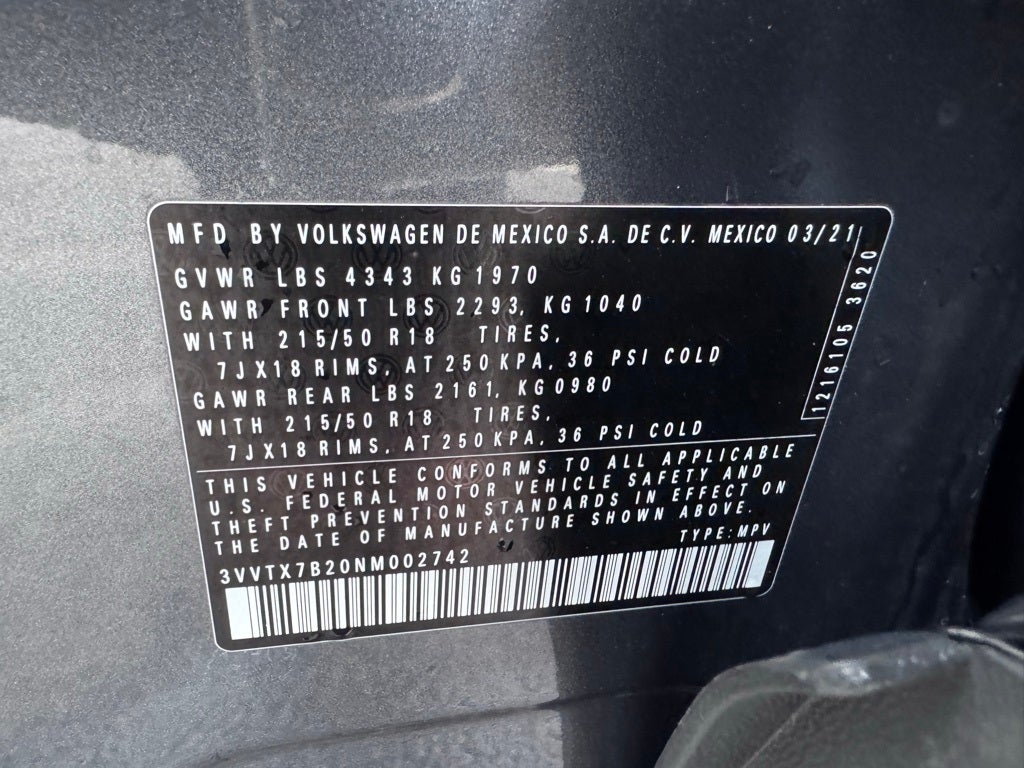 MFD BY VOLKSWAGEN DE MEXICO S.A. DE C.V. MEXICO 03/21
GVWR LBS 4343 KG 1970
GAWR FRONT LBS 2293, KG 1040
WITH 215/50 R18 TIRES,
7JX18 RIMS, AT 250 KPA, 36 PSI COLD
GAWR REAR LBS 2161, KG 0980
WITH 215/50 R18 TIRES,
7JX18 RIMS, AT 250 KPA, 36 PSI COLD
1216105 3620
THIS VEHICLE CONFORMS TO ALL APPLICABLE
U.S. FEDERAL MOTOR VEHICLE SAFETY AND
THEFT PREVENTION STANDARDS IN EFFECT ON
THE DATE OF MANUFACTURE SHOWN ABOVE.
TYPE: MPV
3VVTX7B20NM002742